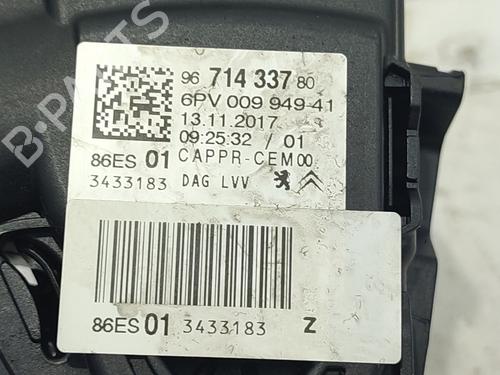 96 714 337 80
6PV 009 949-41
13.11.2017
09:25:32 / 01
86ES 01 CAPPR-CEM00
3433183 DAG LVV
86ES 01 3433183 Z
B-PARTS